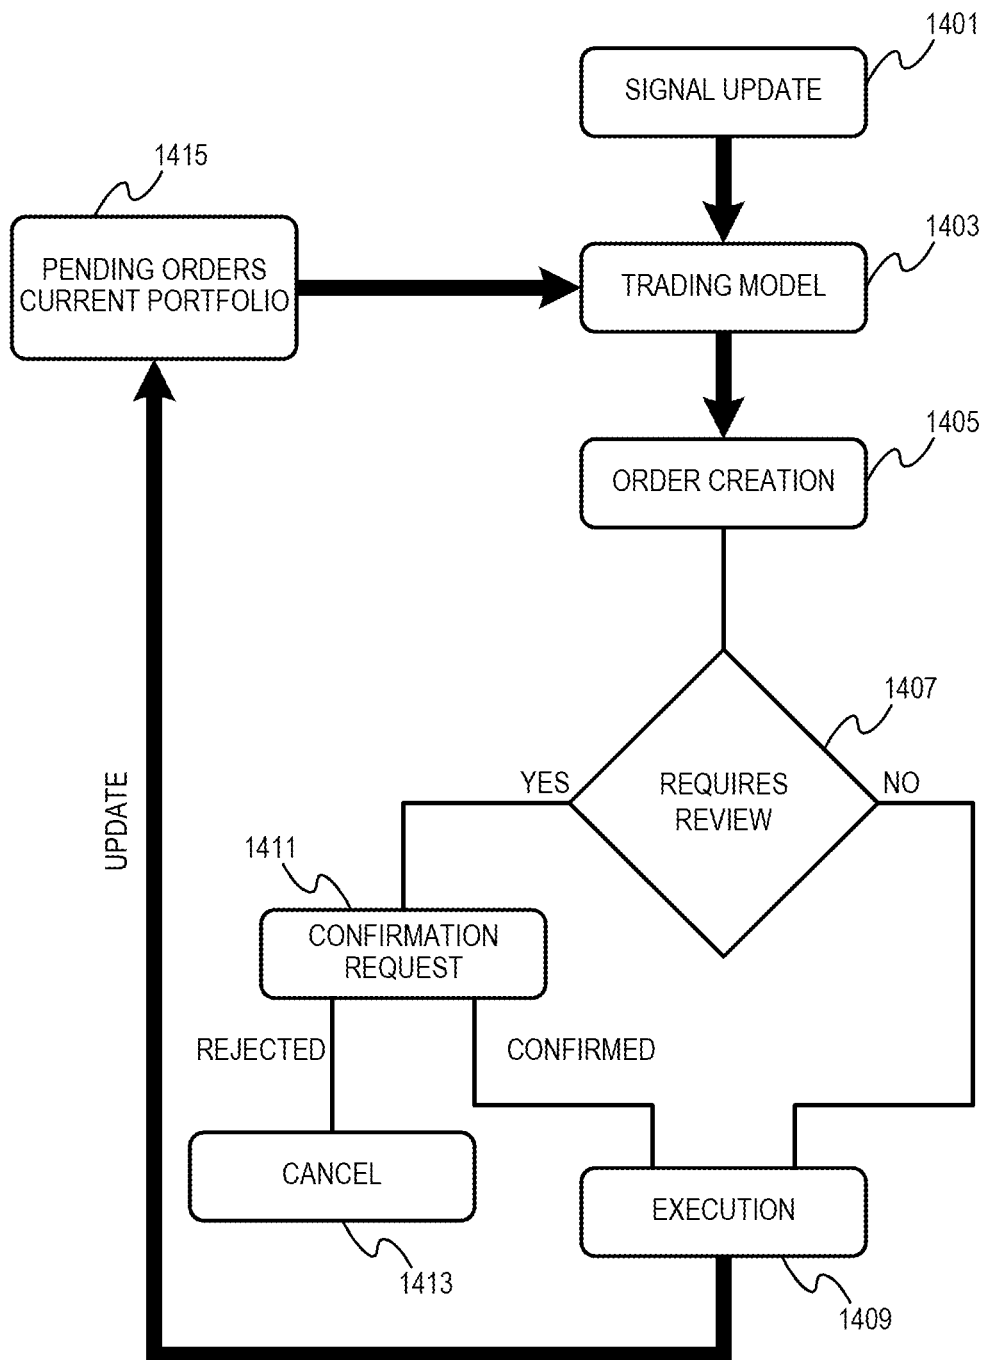 1401
SIGNAL UPDATE
1415
PENDING ORDERS
CURRENT PORTFOLIO
1403
TRADING MODEL
1405
ORDER CREATION
1407
YES
REQUIRES
REVIEW
NO
UPDATE
1411
CONFIRMATION
REQUEST
REJECTED
CONFIRMED
CANCEL
EXECUTION
1413
1409